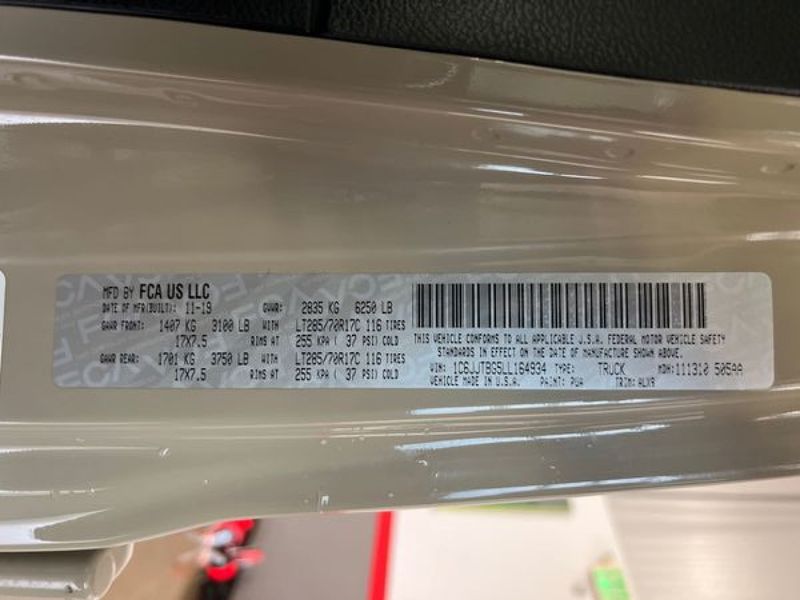 MFD BY FCA US LLC
DATE OF MFR(BUILT): 11-19 GVWR: 2835 KG 6250 LB
GAWR FRONT: 1407 KG 3100 LB WITH LT285/70R17C 116 TIRES
17X7.5 RIMS AT 255 KPA ( 37 PSI) COLD
GAWR REAR: 1701 KG 3750 LB WITH LT285/70R17C 116 TIRES
17X7.5 RIMS AT 255 KPA ( 37 PSI) COLD
THIS VEHICLE CONFORMS TO ALL APPLICABLE U.S.A. FEDERAL MOTOR VEHICLE SAFETY
STANDARDS IN EFFECT ON THE DATE OF MANUFACTURE SHOWN ABOVE.
VIN: 1C6JJTBG5LL164934 TYPE: TRUCK MDH:111310 505AA
VEHICLE MADE IN U.S.A. PAINT: PUA TRIM: ALX9